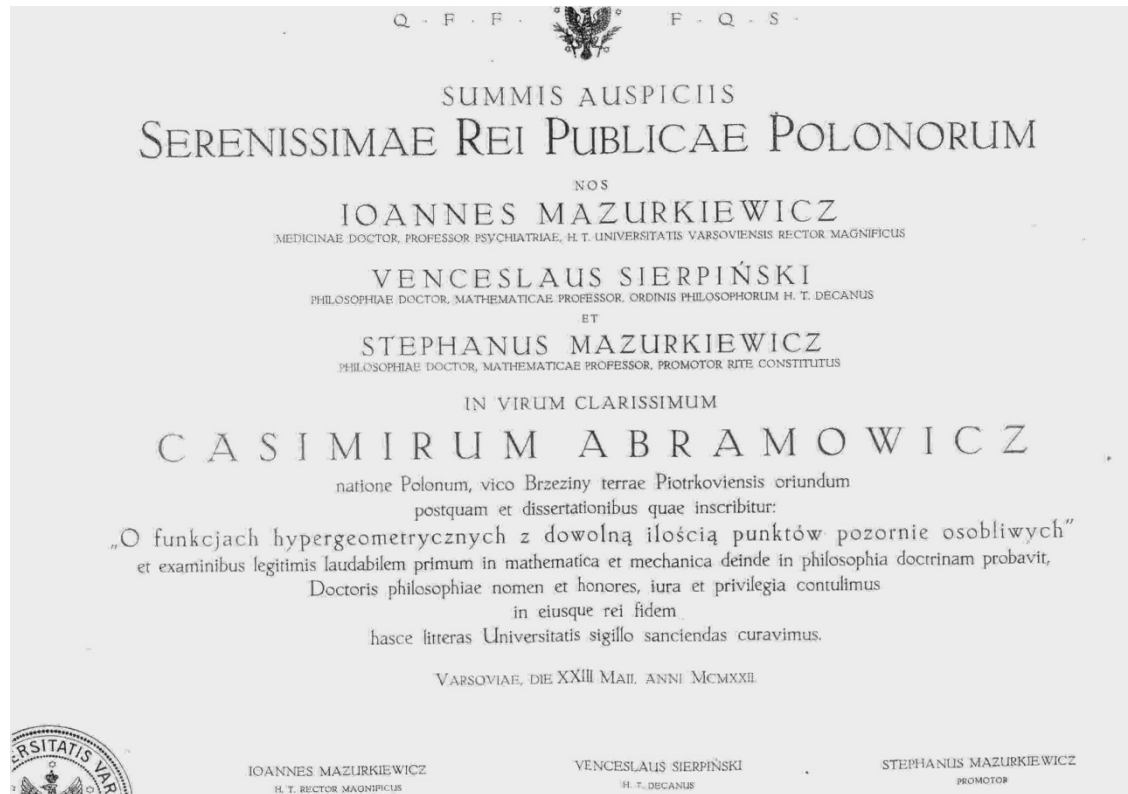 Q - F - F - F - Q - S -
SUMMIS AUSPICIIS
SERENISSIMAE REI PUBLICAE POLONORUM
NOS
IOANNES MAZURKIEWICZ
MEDICINAE DOCTOR, PROFESSOR PSYCHIATRIAE, H. T. UNIVERSITATIS VARSOVIENSIS RECTOR MAGNIFICUS
VENCESLAUS SIERPIŃSKI
PHILOSOPHIAE DOCTOR, MATHEMATICAE PROFESSOR, ORDINIS PHILOSOPHORUM H. T. DECANUS
ET
STEPHANUS MAZURKIEWICZ
PHILOSOPHIAE DOCTOR, MATHEMATICAE PROFESSOR, PROMOTOR RITE CONSTITUTUS
IN VIRUM CLARISSIMUM
CASIMIRUM ABRAMOWICZ
natione Polonum, vico Brzeziny terrae Piotrkoviensis oriundum
postquam et dissertationibus quae inscribitur:
„O funkcjach hypergeometrycznych z dowolną ilością punktów pozornie osobliwych"
et examinibus legitimis laudabilem primum in mathematica et mechanica deinde in philosophia doctrinam probavit,
Doctoris philosophiae nomen et honores, iura et privilegia contulimus
in eiusque rei fidem
hasce litteras Universitatis sigillo sanciendas curavimus.
VARSOVIAE, DIE XXIII MAII, ANNI MCMXXII.
ERSITATIS VAR
IOANNES MAZURKIEWICZ
H. T. RECTOR MAGNIFICUS
VENCESLAUS SIERPIŃSKI
H. T. DECANUS
STEPHANUS MAZURKIEWICZ
PROMOTOR